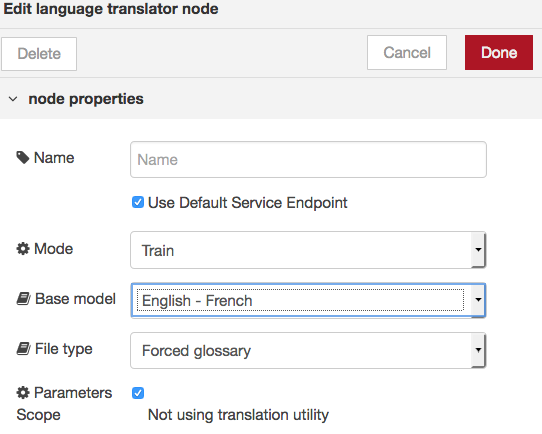 Edit language translator node
Delete
Cancel
Done
node properties
Name
Name
Use Default Service Endpoint
Mode
Train
Base model
English - French
File type
Forced glossary
Parameters
Scope
Not using translation utility